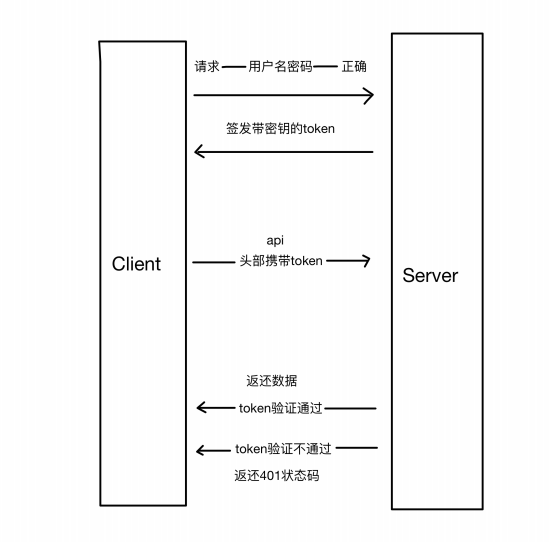 请求——用户名密码——正确
签发带密钥的token
api
头部携带token
Client
Server
返还数据
token验证通过
token验证不通过
返还401状态码